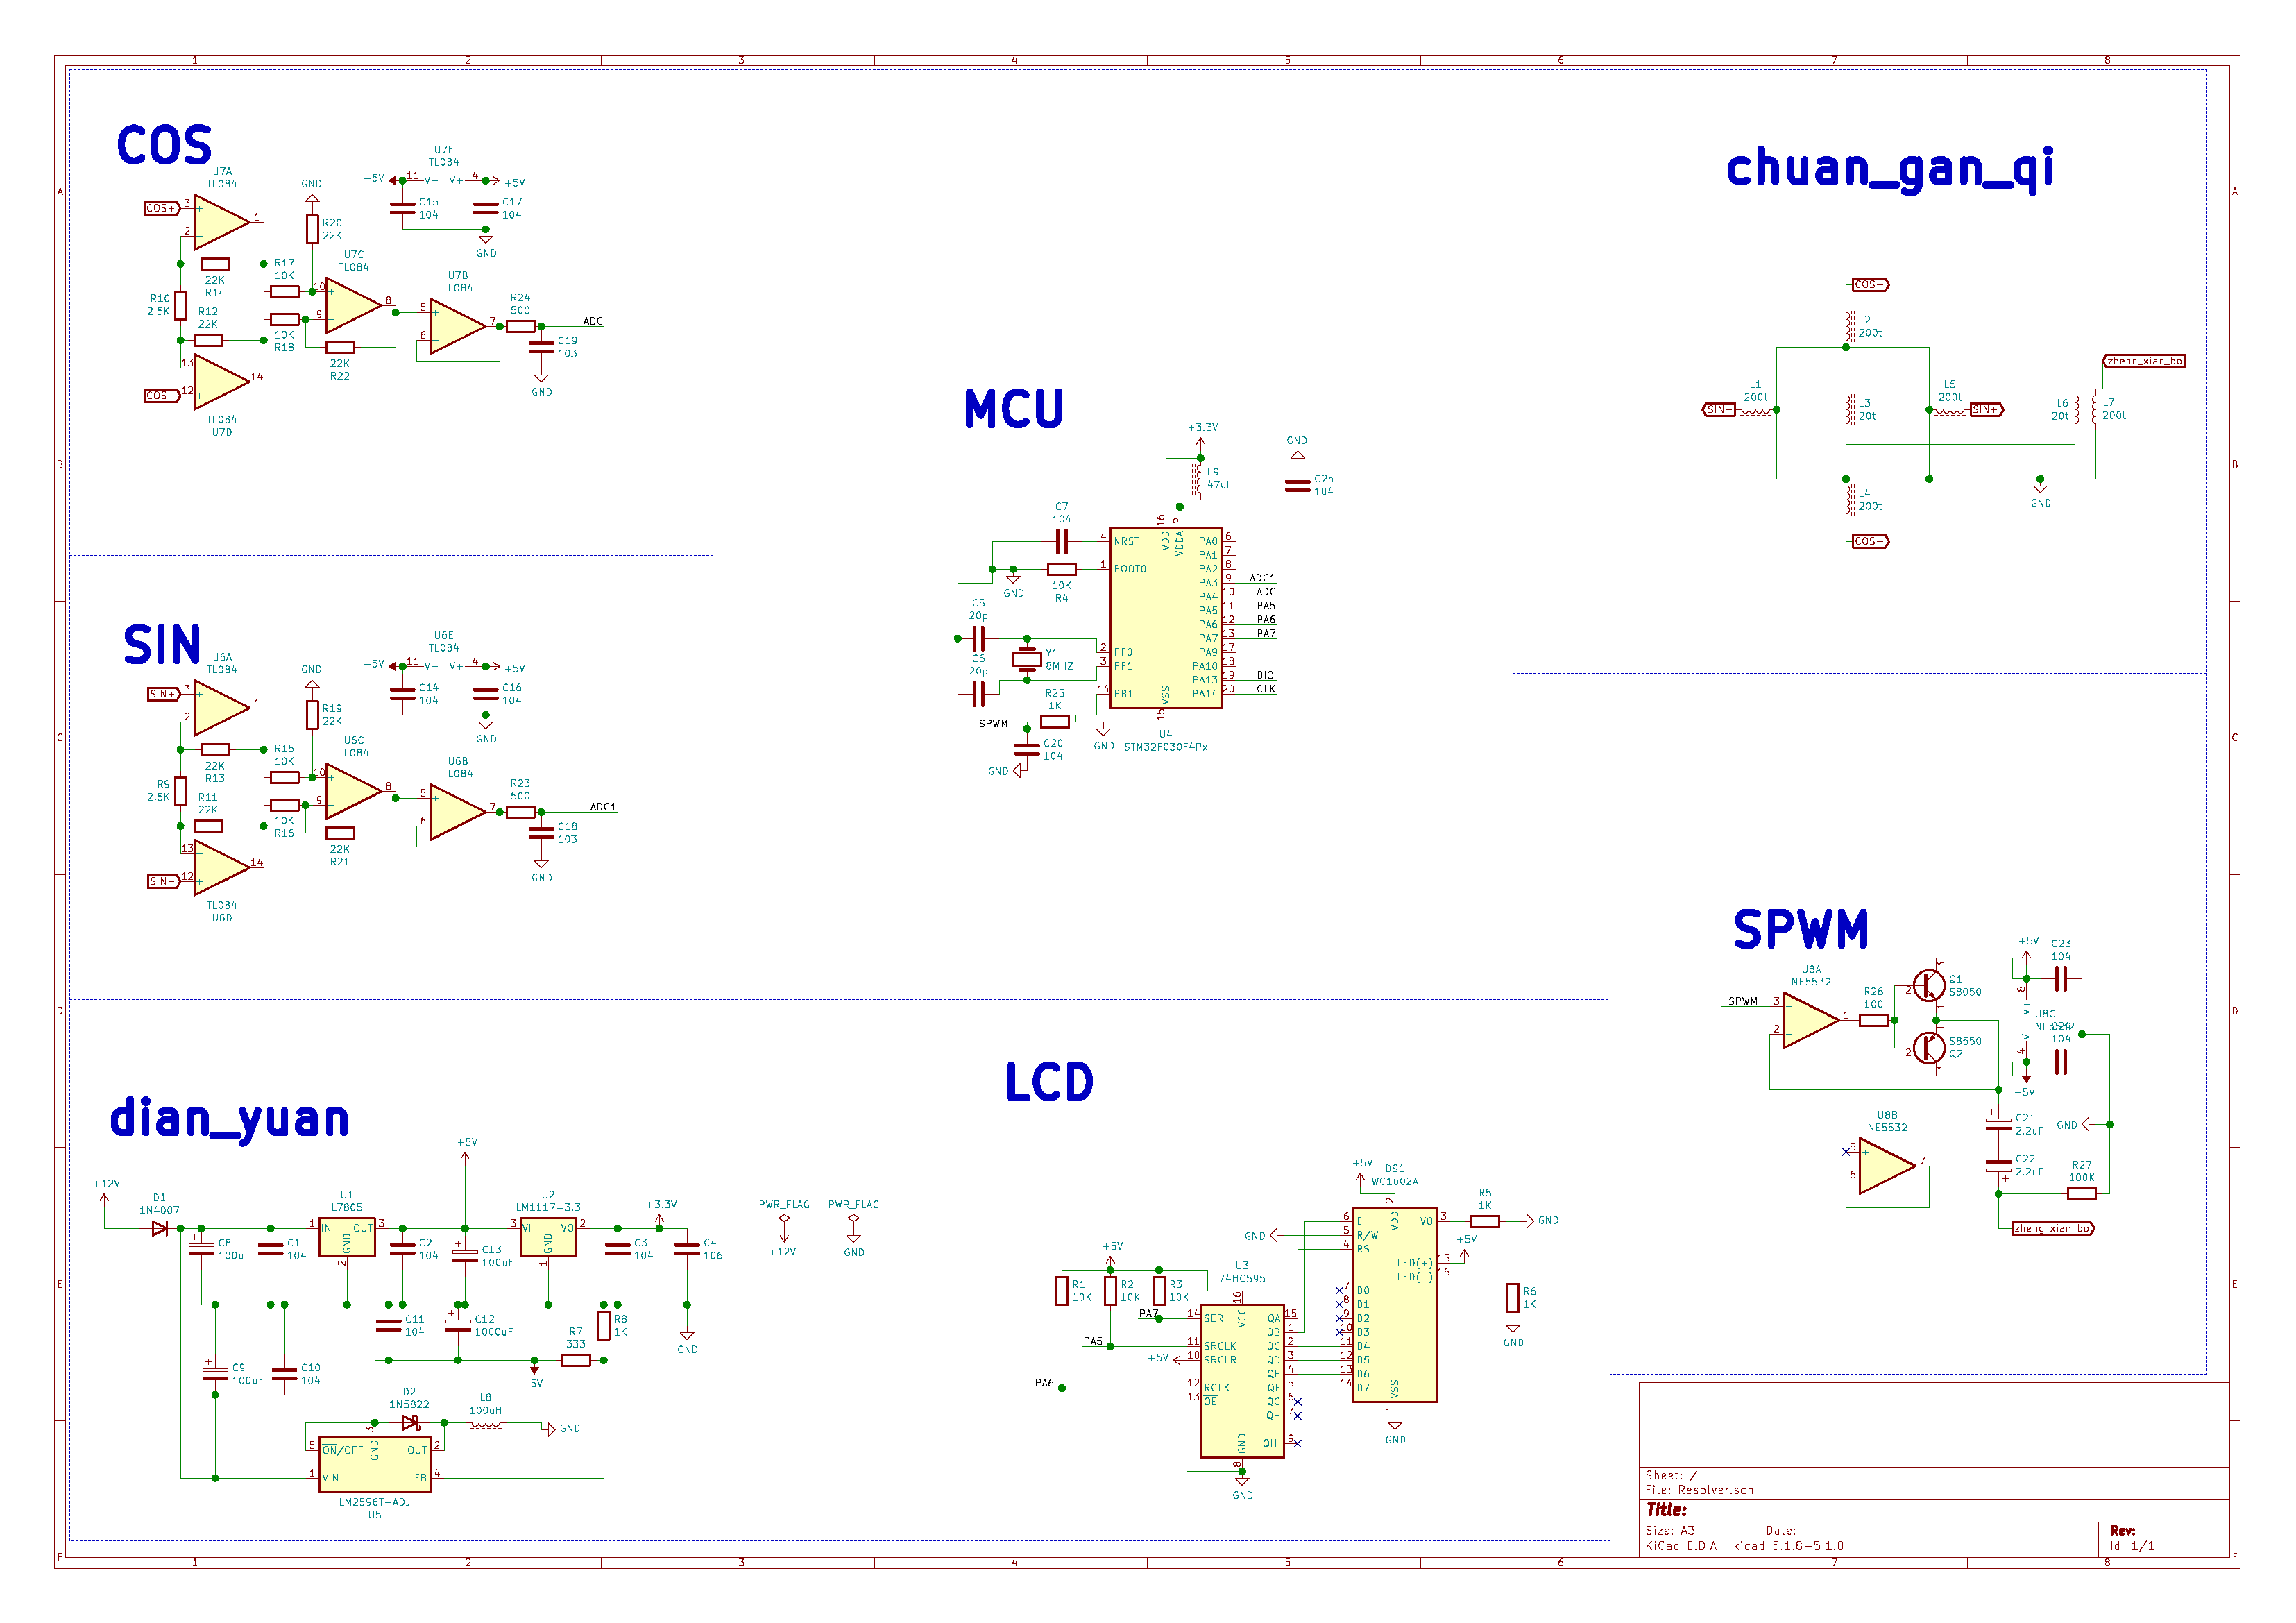 1 2 3 4 5 6 7 8
A
B
C
D
E
F
COS
U7A
TL084
COS+ 3 + 1
2 -
22K
R14
R10
2.5K
R12
22K
13 - 14
COS- 12 +
TL084
U7D
GND
R20
22K
R17
10K
10K
R18
U7C
TL084
10 + 8
9 -
22K
R22
U7E
TL084
-5V 11 V- V+ 4 +5V
C15
104
C17
104
GND
U7B
TL084
5 + 7
6 -
R24
500
ADC
C19
103
GND
SIN
U6A
TL084
SIN+ 3 + 1
2 -
22K
R13
R9
2.5K
R11
22K
13 - 14
SIN- 12 +
TL084
U6D
GND
R19
22K
R15
10K
10K
R16
U6C
TL084
10 + 8
9 -
22K
R21
U6E
TL084
-5V 11 V- V+ 4 +5V
C14
104
C16
104
GND
U6B
TL084
5 + 7
6 -
R23
500
ADC1
C18
103
GND
MCU
+3.3V
L9
47uH
GND
C25
104
C7
104
GND
10K
R4
C5
20p
C6
20p
Y1
8MHZ
R25
1K
SPWM
C20
104
GND
GND
16 VDD
5 VDDA
4 NRST
1 BOOT0
2 PF0
3 PF1
14 PB1
15 VSS
PA0 6
PA1 7
PA2 8
PA3 9 ADC1
PA4 10 ADC
PA5 11 PA5
PA6 12 PA6
PA7 13 PA7
PA9 17
PA10 18
PA13 19 DIO
PA14 20 CLK
U4
STM32F030F4Px
chuan_gan_qi
COS+
L2
200t
zheng_xian_bo
L1
200t
SIN-
L3
20t
L5
200t
SIN+
L6
20t
L7
200t
L4
200t
GND
COS-
SPWM
U8A
NE5532
SPWM 3 + 1
2 -
R26
100
Q1
S8050
2 3 1
S8550
Q2
2 1 3
+5V
C23
104
8 V+
U8C
NE5532
C24
104
4 V-
-5V
U8B
NE5532
5 + 7
6 -
C21
2.2uF
GND
C22
2.2uF
R27
100K
zheng_xian_bo
dian_yuan
+12V
D1
1N4007
C8
100uF
C1
104
U1
L7805
1 IN OUT 3
GND
2
C2
104
+5V
C13
100uF
U2
LM1117-3.3
3 VI VO 2
GND
1
C3
104
+3.3V
C4
106
PWR_FLAG
+12V
PWR_FLAG
GND
C9
100uF
C10
104
C11
104
C12
1000uF
R7
333
R8
1K
GND
-5V
D2
1N5822
L8
100uH
GND
5 ON/OFF GND 3 OUT 2
1 VIN FB 4
LM2596T-ADJ
U5
LCD
+5V
R1
10K
R2
10K
R3
10K
PA7
PA5
+5V
PA6
U3
74HC595
16 VCC
14 SER
11 SRCLK
10 SRCLR
12 RCLK
13 OE
GND 8
QA 15
QB 1
QC 2
QD 3
QE 4
QF 5
QG 6
QH 7
QH' 9
GND
+5V
DS1
WC1602A
2 VDD
GND
6 E
5 R/W
4 RS
7 D0
8 D1
9 D2
10 D3
11 D4
12 D5
13 D6
14 D7
VSS 1
GND
VO 3
R5
1K
GND
+5V
LED(+) 15
LED(-) 16
R6
1K
GND
Sheet: /
File: Resolver.sch
Title:
Size: A3 Date: Rev:
KiCad E.D.A. kicad 5.1.8-5.1.8 Id: 1/1
1 2 3 4 5 6 7 8